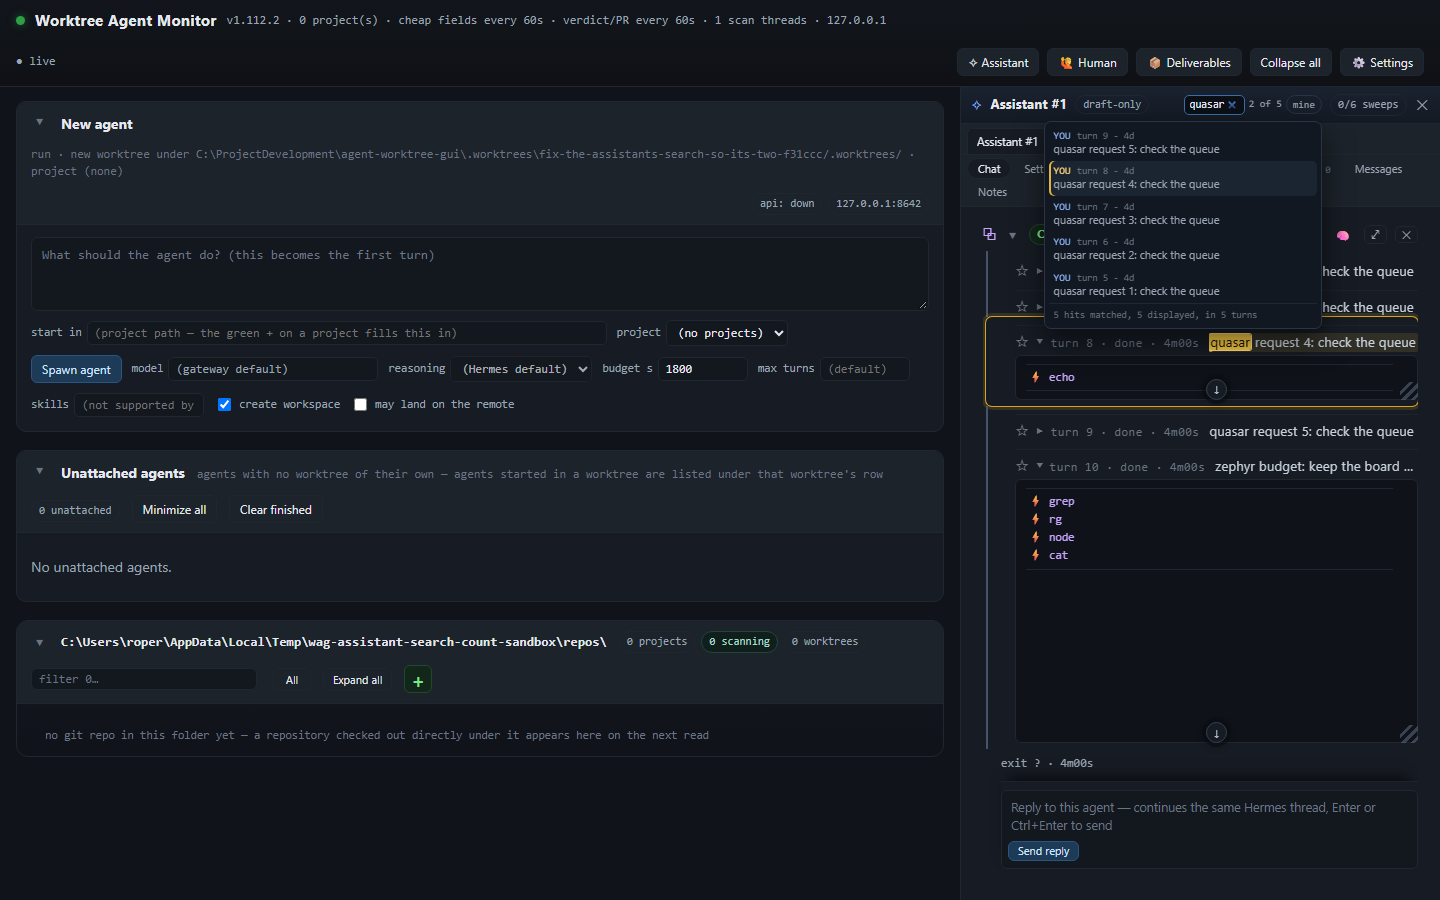 Worktree Agent Monitor v1.112.2 · 0 project(s) · cheap fields every 60s · verdict/PR every 60s · 1 scan threads · 127.0.0.1
live
Assistant
Human
Deliverables
Collapse all
Settings
New agent
run · new worktree under C:\ProjectDevelopment\agent-worktree-gui\.worktrees\fix-the-assistants-search-so-its-two-f31ccc/.worktrees/ ·
project (none)
api: down 127.0.0.1:8642
What should the agent do? (this becomes the first turn)
start in (project path — the green + on a project fills this in) project (no projects)
Spawn agent model (gateway default) reasoning (Hermes default) budget s 1800 max turns (default)
skills (not supported by create workspace may land on the remote
Unattached agents agents with no worktree of their own — agents started in a worktree are listed under that worktree's row
0 unattached Minimize all Clear finished
No unattached agents.
C:\Users\roper\AppData\Local\Temp\wag-assistant-search-count-sandbox\repos\ 0 projects 0 scanning 0 worktrees
filter 0… All Expand all +
no git repo in this folder yet — a repository checked out directly under it appears here on the next read
Assistant #1 draft-only quasar × 2 of 5 mine 0/6 sweeps
Assistant #1
Chat Sett 0 Messages
Notes
YOU turn 9 - 4d
quasar request 5: check the queue
YOU turn 8 - 4d
quasar request 4: check the queue
YOU turn 7 - 4d
quasar request 3: check the queue
YOU turn 6 - 4d
quasar request 2: check the queue
YOU turn 5 - 4d
quasar request 1: check the queue
5 hits matched, 5 displayed, in 5 turns
C
heck the queue
heck the queue
turn 8 · done · 4m00s quasar request 4: check the queue
echo
turn 9 · done · 4m00s quasar request 5: check the queue
turn 10 · done · 4m00s zephyr budget: keep the board ...
grep
rg
node
cat
exit ? · 4m00s
Reply to this agent — continues the same Hermes thread, Enter or
Ctrl+Enter to send
Send reply